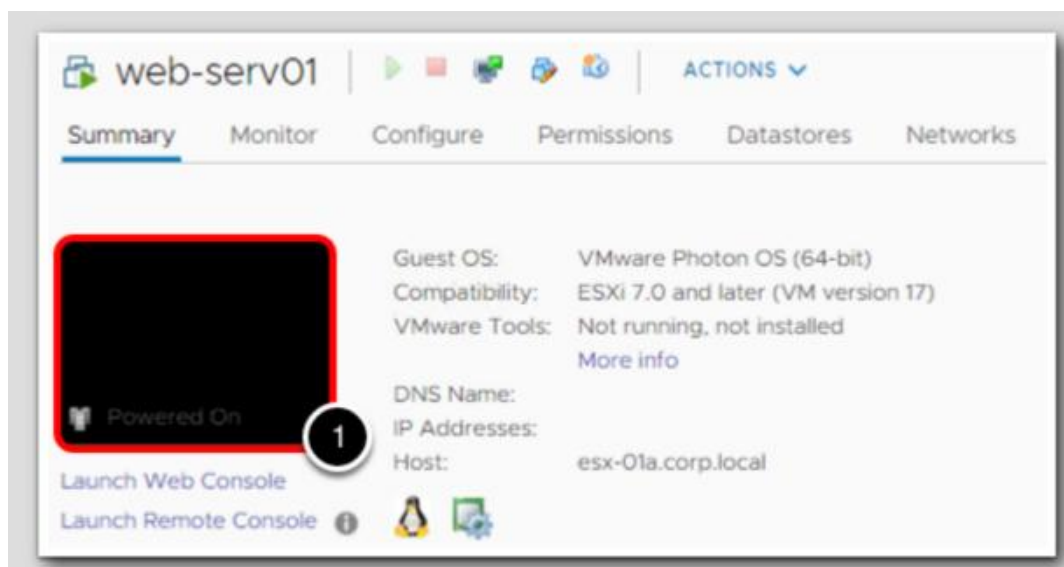 web-serv01 ACTIONS
Summary Monitor Configure Permissions Datastores Networks
Guest OS: VMware Photon OS (64-bit)
Compatibility: ESXi 7.0 and later (VM version 17)
VMware Tools: Not running, not installed
More info
DNS Name:
Powered On
1
IP Addresses:
Host: esx-01a.corp.local
Launch Web Console
Launch Remote Console